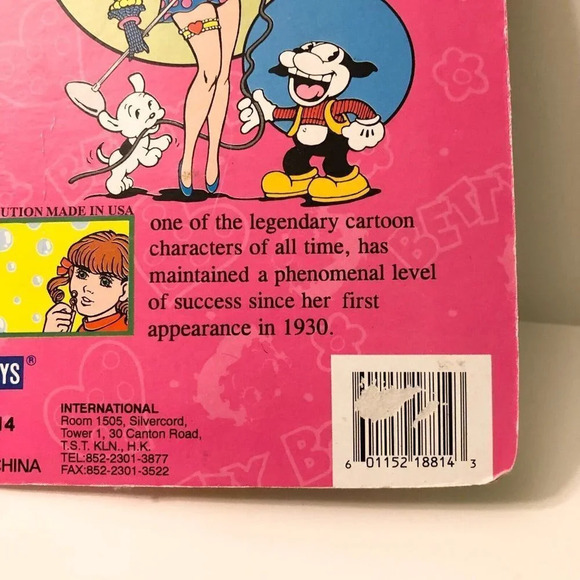 UTION MADE IN USA
one of the legendary cartoon
characters of all time, has
maintained a phenomenal level
of success since her first
appearance in 1930.
YS®
14
CHINA
INTERNATIONAL
Room 1505, Silvercord,
Tower 1, 30 Canton Road,
T.S.T. KLN., H.K.
TEL:852-2301-3877
FAX:852-2301-3522
6 01152 18814 3
BETTY
BETTY